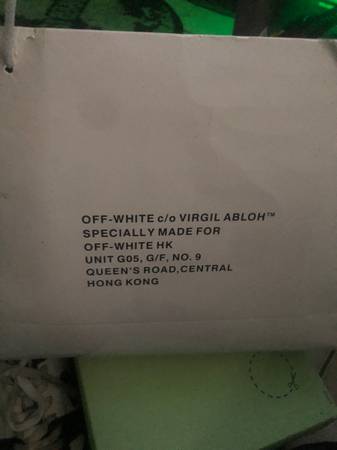 OFF-WHITE c/o VIRGIL ABLOH™
SPECIALLY MADE FOR
OFF-WHITE HK
UNIT G05, G/F, NO. 9
QUEEN'S ROAD,CENTRAL
HONG KONG